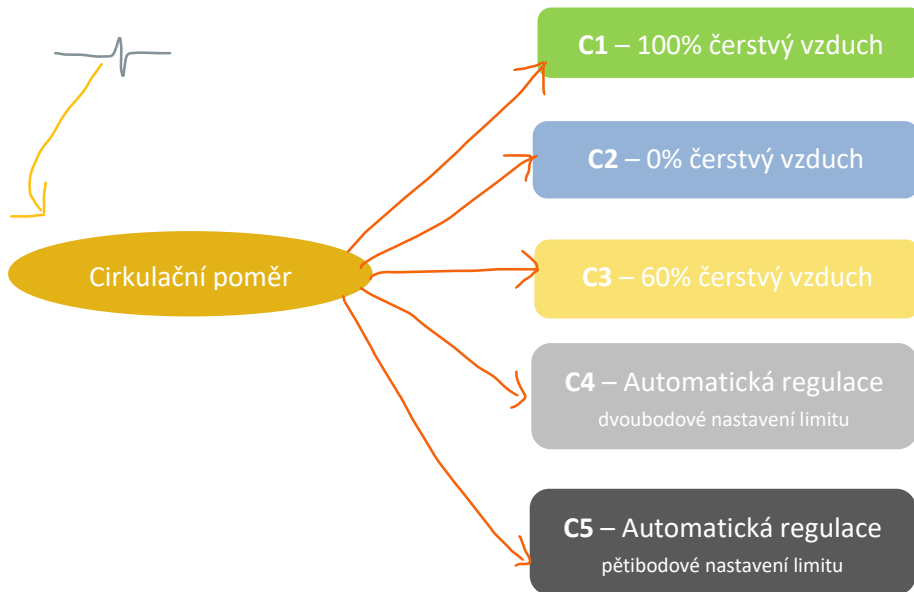 C1 – 100% čerstvý vzduch
C2 – 0% čerstvý vzduch
Cirkulační poměr
C3 – 60% čerstvý vzduch
C4 – Automatická regulace
dvoubodové nastavení limitu
C5 – Automatická regulace
pětibodové nastavení limitu